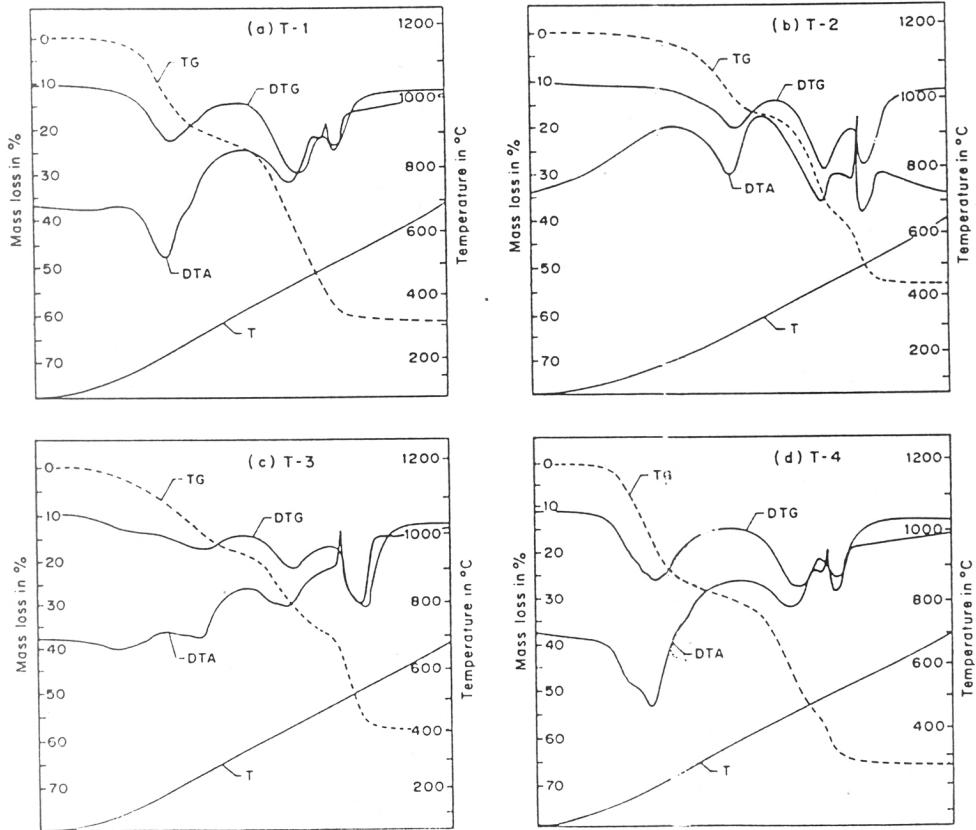 (a) T-1
1200
0
TG
10
DTG
1000
20
30
800
40
DTA
600
50
400
60
T
70
200
Mass loss in %
Temperature in °C
(b) T-2
1200
0
TG
10
DTG
1000
20
30
800
DTA
40
600
50
400
60
T
70
200
Mass loss in %
Temperature in °C
(c) T-3
1200
0
TG
10
DTG
1000
20
30
800
40
DTA
600
50
400
60
T
70
200
Mass loss in %
Temperature in °C
(d) T-4
1200
0
TG
10
DTG
1000
20
30
800
40
DTA
600
50
400
60
T
70
200
Mass loss in %
Temperature in °C